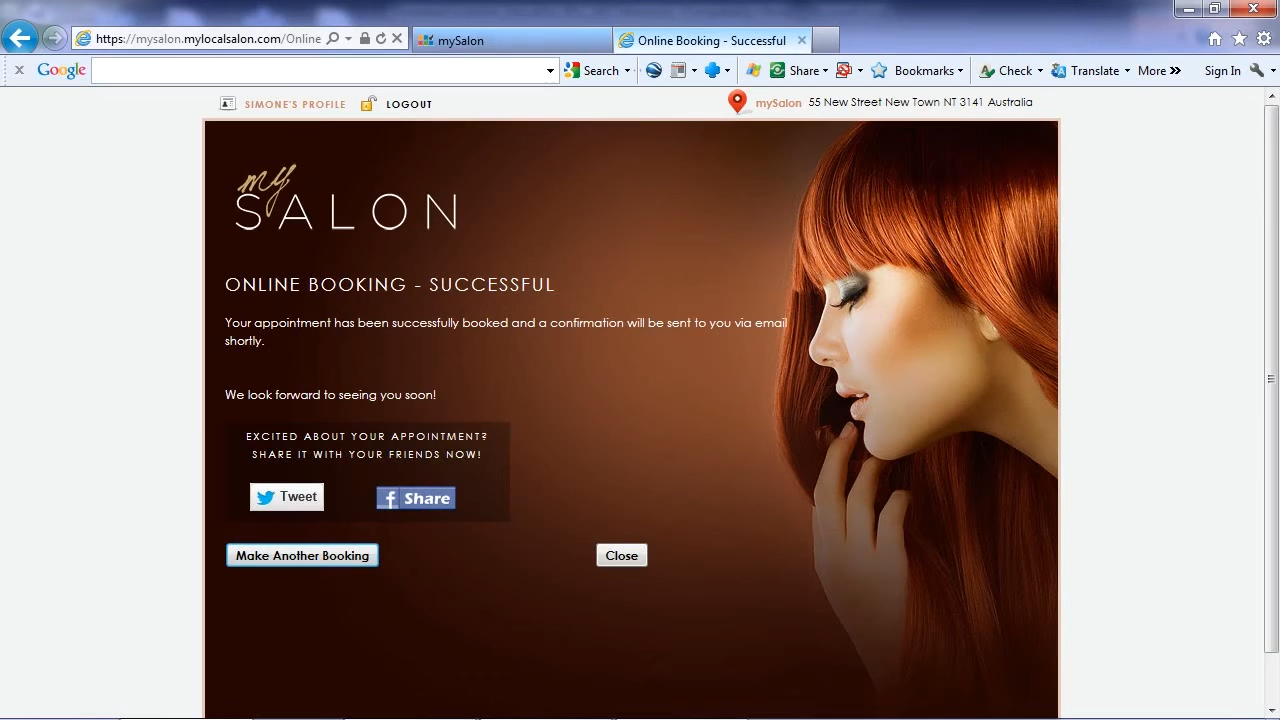 https://mysalon.mylocalsalon.com/Online
mySalon
Online Booking - Successful
x Google
Search
Share
Bookmarks
Check
Translate
More »
Sign In
SIMONE'S PROFILE
LOGOUT
mySalon 55 New Street New Town NT 3141 Australia
my
SALON
ONLINE BOOKING - SUCCESSFUL
Your appointment has been successfully booked and a confirmation will be sent to you via email
shortly.
We look forward to seeing you soon!
EXCITED ABOUT YOUR APPOINTMENT?
SHARE IT WITH YOUR FRIENDS NOW!
Tweet
f Share
Make Another Booking
Close